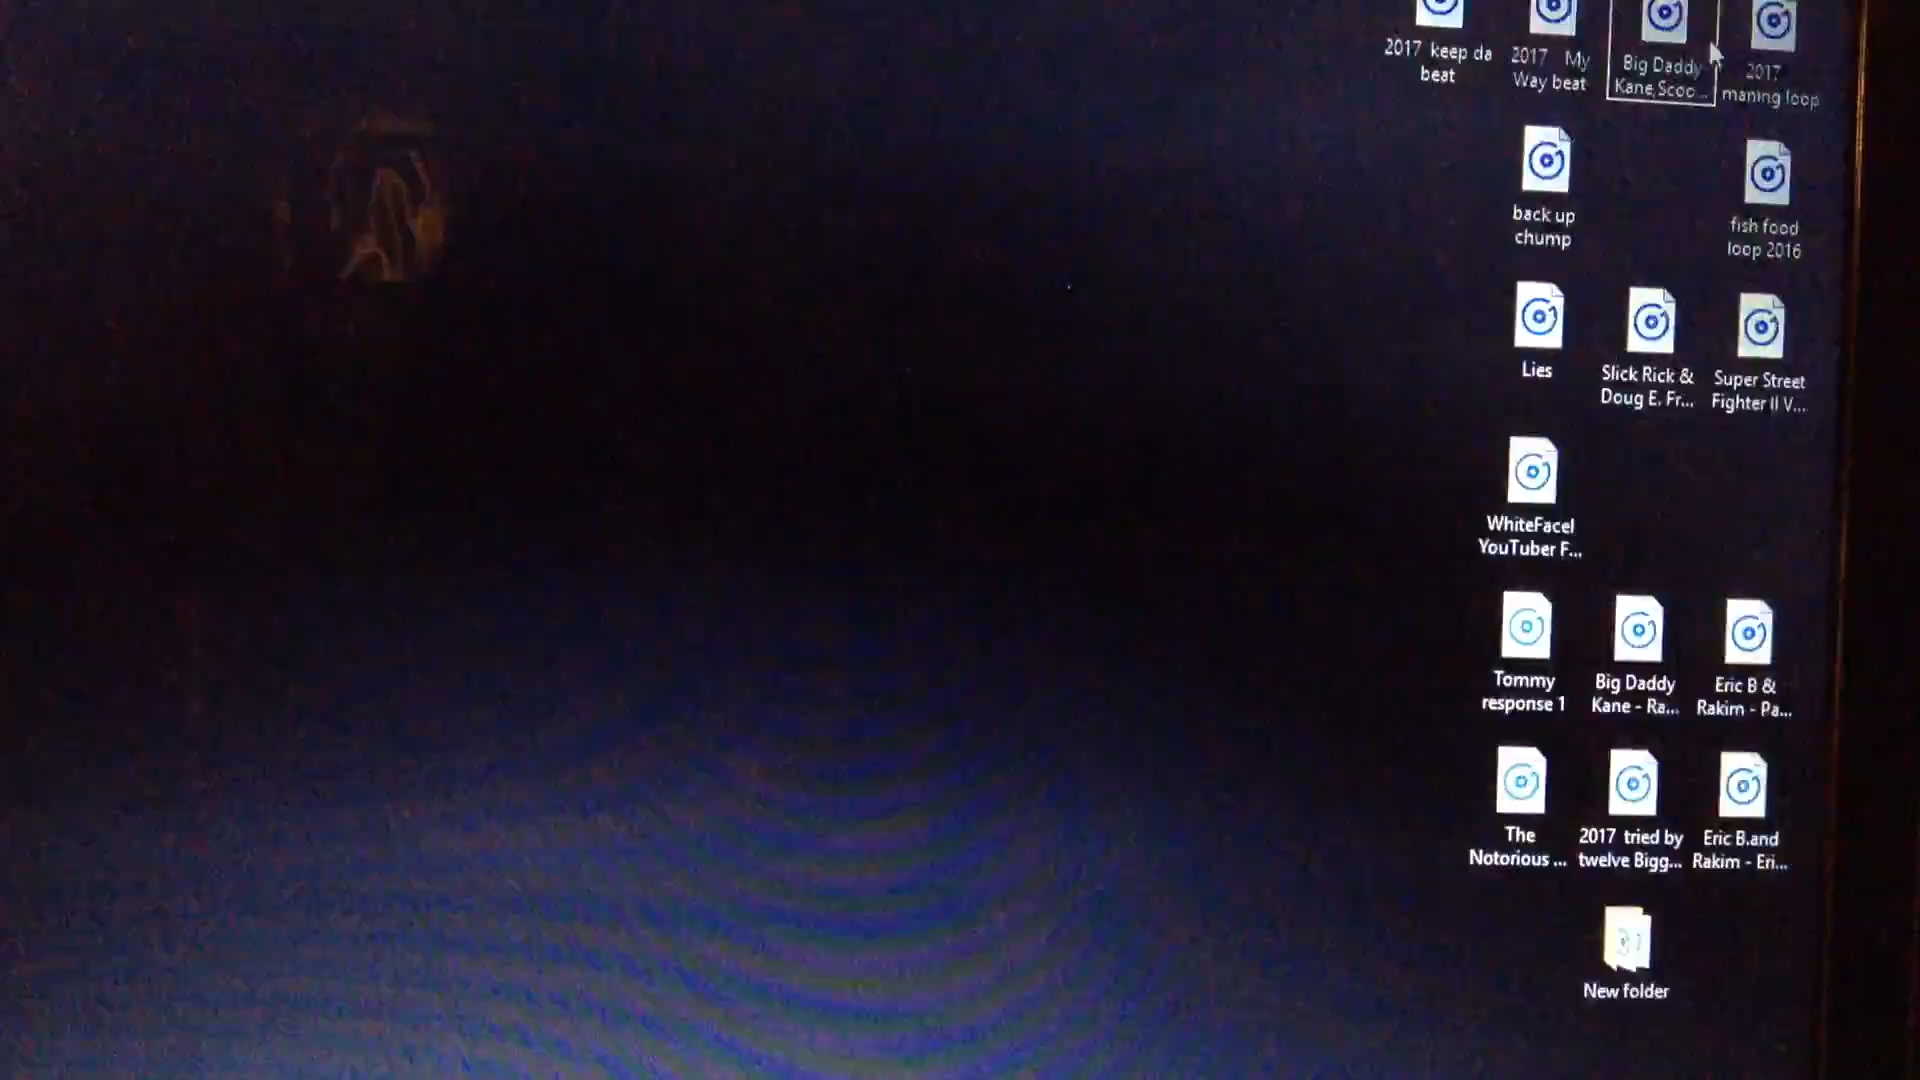 2017 keep da
beat
2017 My
Way beat
Big Daddy
Kane,Scoo...
2017
maning loop
back up
chump
fish food
loop 2016
Lies
Slick Rick &
Doug E. Fr...
Super Street
Fighter II V...
WhiteFace!
YouTuber F...
Tommy
response 1
Big Daddy
Kane - Ra...
Eric B &
Rakim - Pa...
The
Notorious ...
2017 tried by
twelve Bigg...
Eric B.and
Rakim - Eri...
New folder